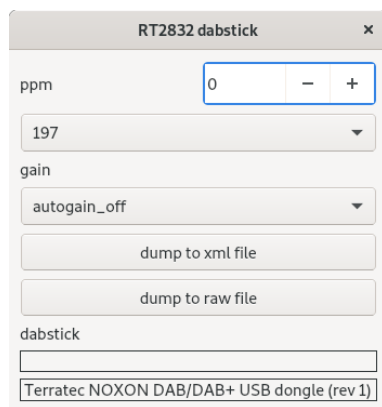 RT2832 dabstick ×
ppm 0 − +
197
gain
autogain_off
dump to xml file
dump to raw file
dabstick
Terratec NOXON DAB/DAB+ USB dongle (rev 1)